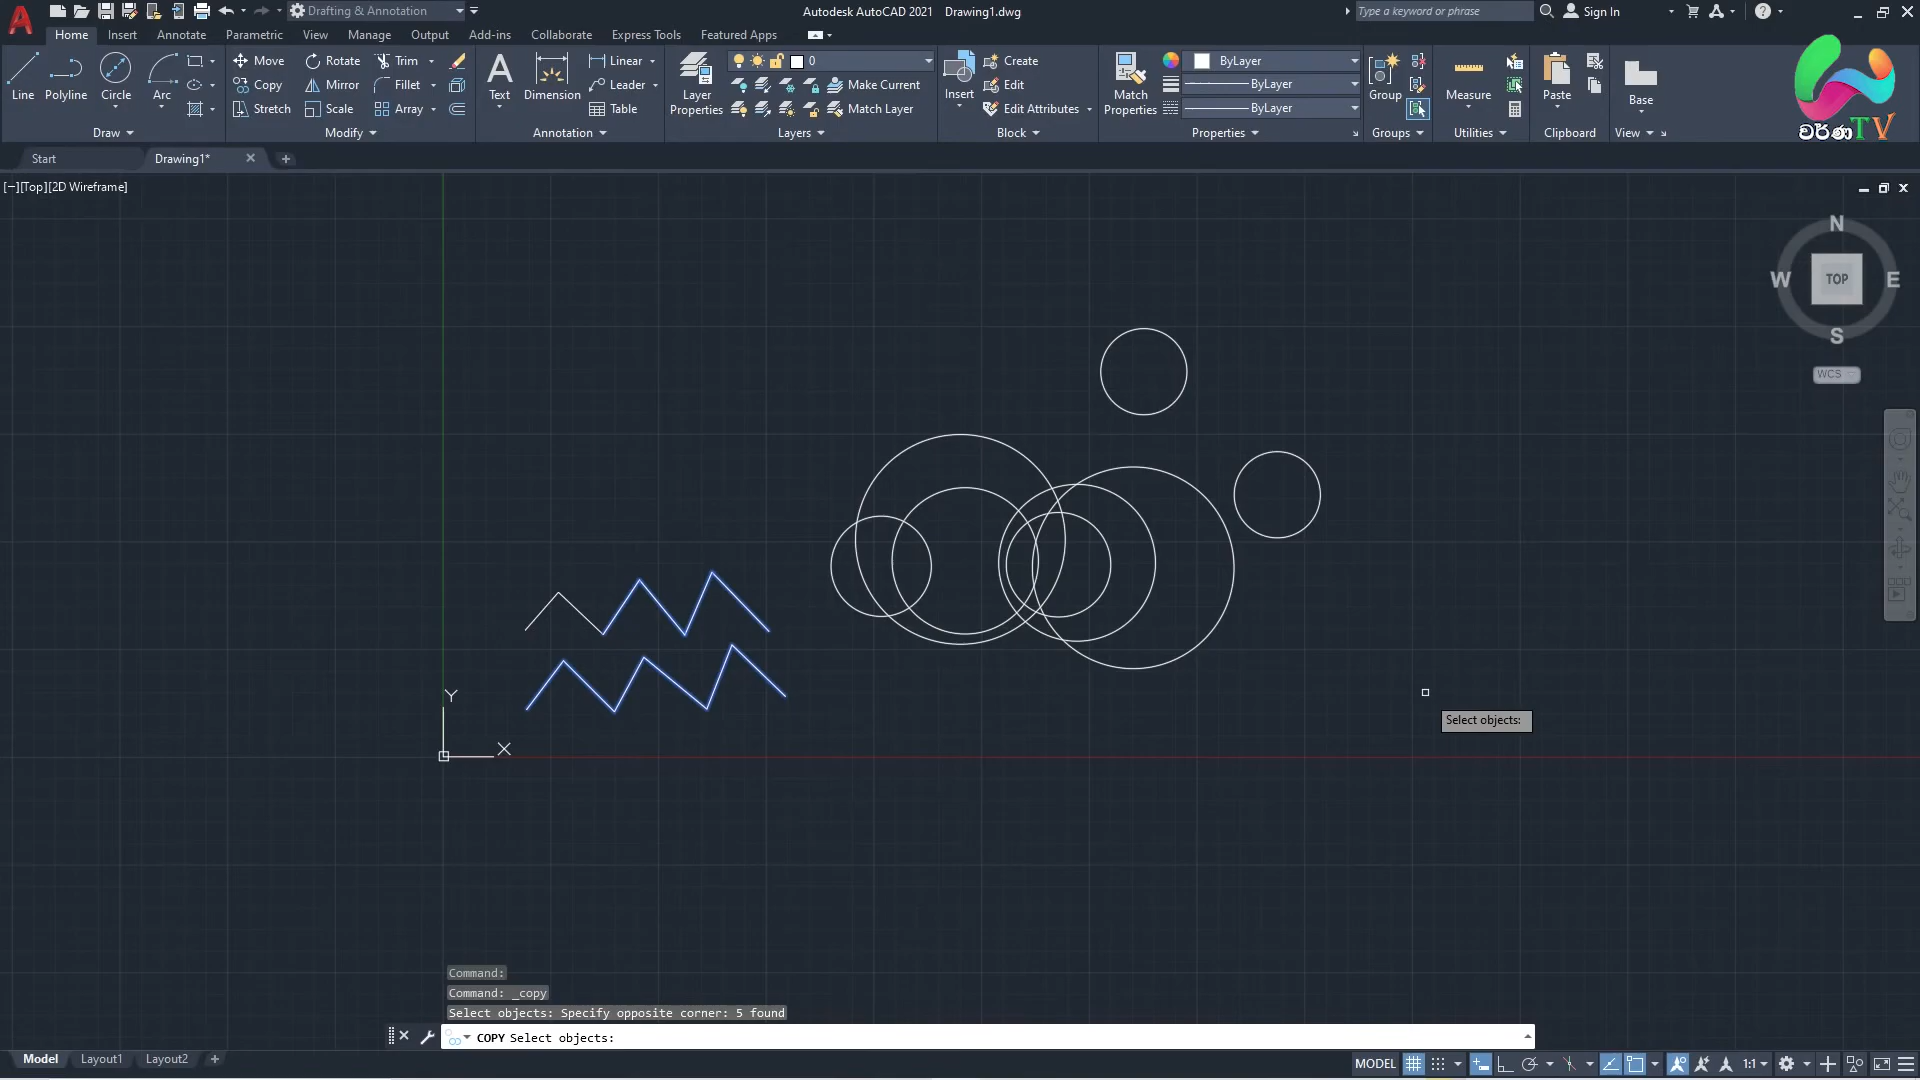 Drafting & Annotation
Autodesk AutoCAD 2021 Drawing1.dwg
Type a keyword or phrase
Sign In
Home Insert Annotate Parametric View Manage Output Add-ins Collaborate Express Tools Featured Apps
Line
Polyline
Circle
Arc
Draw
Move Rotate Trim
Copy Mirror Fillet
Stretch Scale Array
Modify
Text
Dimension
Linear
Leader
Table
Annotation
Layer
Properties
0
Make Current
Match Layer
Layers
Insert
Create
Edit
Edit Attributes
Block
Match
Properties
ByLayer
ByLayer
ByLayer
Properties
Group
Groups
Measure
Utilities
Paste
Clipboard
Base
View
වර්ණ TV
Start
Drawing1*
[−][Top][2D Wireframe]
N
W TOP E
S
WCS
Y
X
Select objects:
Command:
Command: _copy
Select objects: Specify opposite corner: 5 found
COPY Select objects:
Model Layout1 Layout2
MODEL
1:1